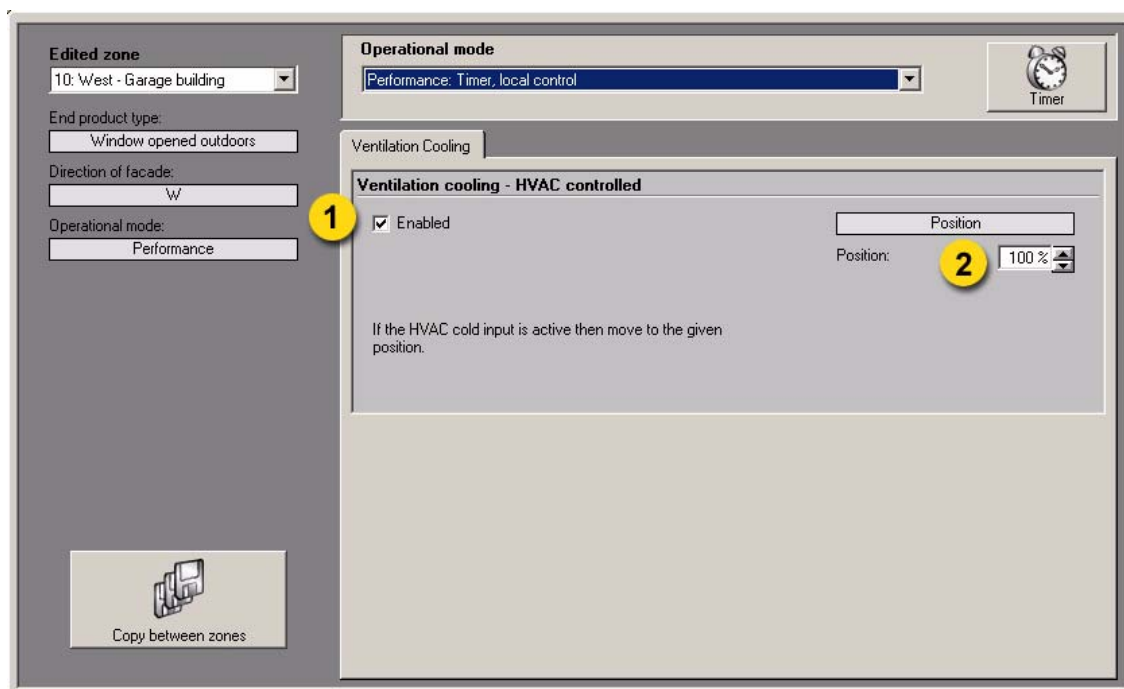 Edited zone
10: West - Garage building
End product type:
Window opened outdoors
Direction of facade:
W
Operational mode:
Performance
Copy between zones
Operational mode
Performance: Timer, local control
Timer
Ventilation Cooling
Ventilation cooling - HVAC controlled
1
Enabled
Position
Position:
2
100 %
If the HVAC cold input is active then move to the given
position.